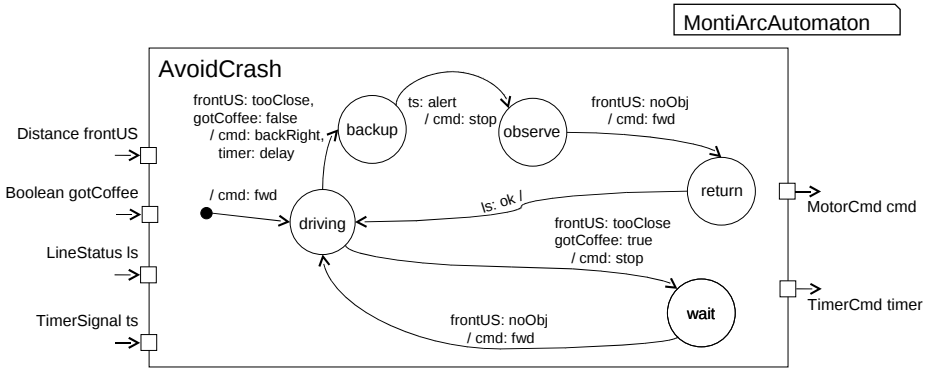 MontiArcAutomaton
AvoidCrash
frontUS: tooClose,
gotCoffee: false
/ cmd: backRight,
timer: delay
backup
ts: alert
/ cmd: stop
observe
frontUS: noObj
/ cmd: fwd
Distance frontUS
Boolean gotCoffee
/ cmd: fwd
driving
ls: ok /
return
MotorCmd cmd
frontUS: tooClose
gotCoffee: true
/ cmd: stop
LineStatus ls
TimerCmd timer
TimerSignal ts
frontUS: noObj
/ cmd: fwd
wait